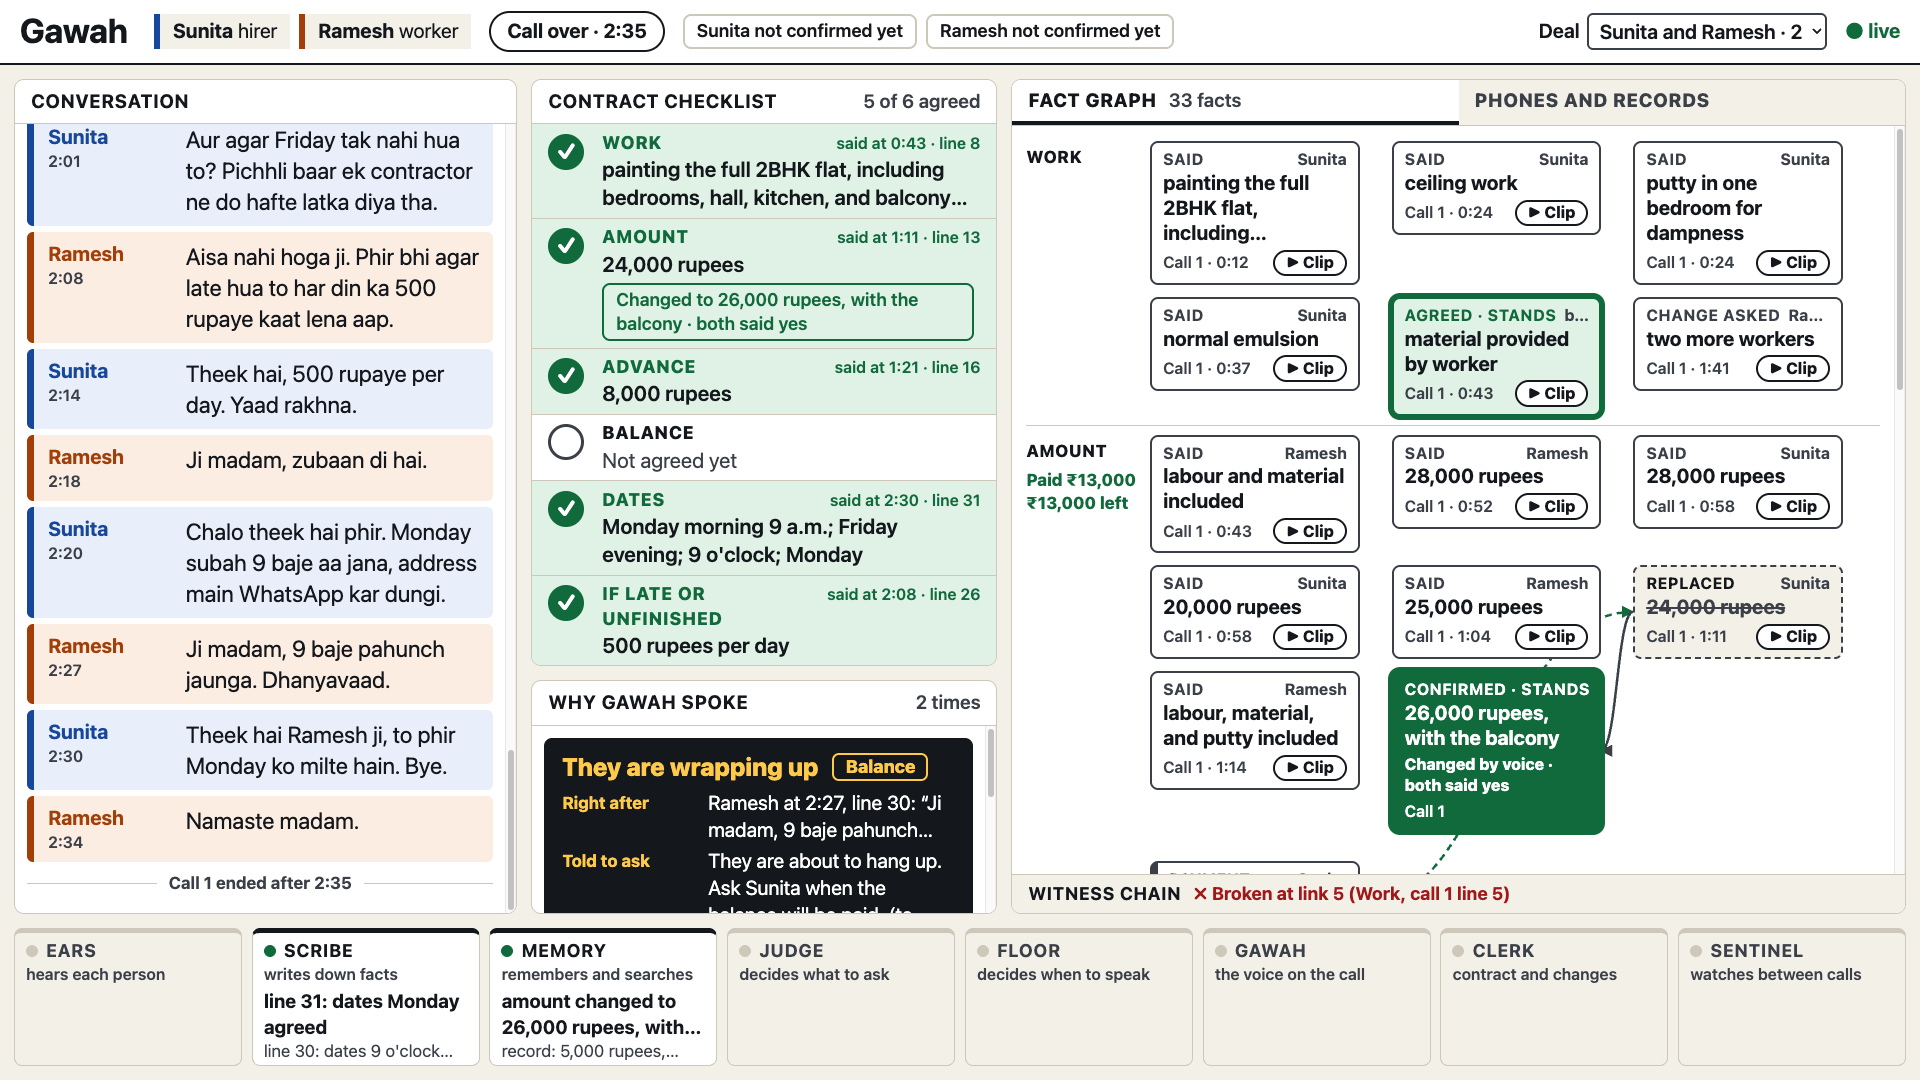 Gawah
Sunita hirer
Ramesh worker
Call over · 2:35
Sunita not confirmed yet
Ramesh not confirmed yet
Deal
Sunita and Ramesh · 2
live
CONVERSATION
Sunita
2:01
Aur agar Friday tak nahi hua
to? Pichhli baar ek contractor
ne do hafte latka diya tha.
Ramesh
2:08
Aisa nahi hoga ji. Phir bhi agar
late hua to har din ka 500
rupaye kaat lena aap.
Sunita
2:14
Theek hai, 500 rupaye per
day. Yaad rakhna.
Ramesh
2:18
Ji madam, zubaan di hai.
Sunita
2:20
Chalo theek hai phir. Monday
subah 9 baje aa jana, address
main WhatsApp kar dungi.
Ramesh
2:27
Ji madam, 9 baje pahunch
jaunga. Dhanyavaad.
Sunita
2:30
Theek hai Ramesh ji, to phir
Monday ko milte hain. Bye.
Ramesh
2:34
Namaste madam.
Call 1 ended after 2:35
CONTRACT CHECKLIST
5 of 6 agreed
WORK
said at 0:43 · line 8
painting the full 2BHK flat, including
bedrooms, hall, kitchen, and balcony...
AMOUNT
said at 1:11 · line 13
24,000 rupees
Changed to 26,000 rupees, with the
balcony · both said yes
ADVANCE
said at 1:21 · line 16
8,000 rupees
BALANCE
Not agreed yet
DATES
said at 2:30 · line 31
Monday morning 9 a.m.; Friday
evening; 9 o'clock; Monday
IF LATE OR
UNFINISHED
said at 2:08 · line 26
500 rupees per day
WHY GAWAH SPOKE
2 times
They are wrapping up
Balance
Right after
Ramesh at 2:27, line 30: "Ji
madam, 9 baje pahunch...
Told to ask
They are about to hang up.
Ask Sunita when the
balance will be paid. (to
FACT GRAPH 33 facts
PHONES AND RECORDS
WORK
SAID Sunita
painting the full
2BHK flat,
including...
Call 1 · 0:12
Clip
SAID Sunita
ceiling work
Call 1 · 0:24
Clip
SAID Sunita
putty in one
bedroom for
dampness
Call 1 · 0:24
Clip
SAID Sunita
normal emulsion
Call 1 · 0:37
Clip
AGREED · STANDS b...
material provided
by worker
Call 1 · 0:43
Clip
CHANGE ASKED Ra...
two more workers
Call 1 · 1:41
Clip
AMOUNT
Paid ₹13,000
₹13,000 left
SAID Ramesh
labour and material
included
Call 1 · 0:43
Clip
SAID Ramesh
28,000 rupees
Call 1 · 0:52
Clip
SAID Sunita
28,000 rupees
Call 1 · 0:58
Clip
SAID Sunita
20,000 rupees
Call 1 · 0:58
Clip
SAID Ramesh
25,000 rupees
Call 1 · 1:04
Clip
REPLACED Sunita
24,000 rupees
Call 1 · 1:11
Clip
SAID Ramesh
labour, material,
and putty included
Call 1 · 1:14
Clip
CONFIRMED · STANDS
26,000 rupees,
with the balcony
Changed by voice ·
both said yes
Call 1
WITNESS CHAIN
✕ Broken at link 5 (Work, call 1 line 5)
EARS
hears each person
SCRIBE
writes down facts
line 31: dates Monday
agreed
line 30: dates 9 o'clock...
MEMORY
remembers and searches
amount changed to
26,000 rupees, with...
record: 5,000 rupees,...
JUDGE
decides what to ask
FLOOR
decides when to speak
GAWAH
the voice on the call
CLERK
contract and changes
SENTINEL
watches between calls